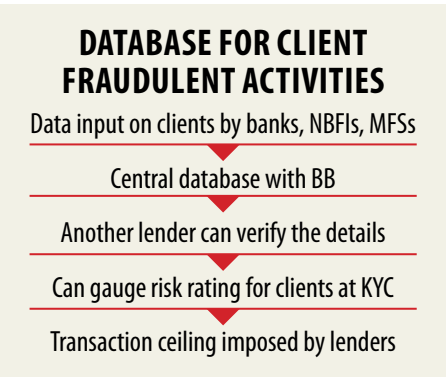 DATABASE FOR CLIENT
FRAUDULENT ACTIVITIES
Data input on clients by banks, NBFIs, MFSs
Central database with BB
Another lender can verify the details
Can gauge risk rating for clients at KYC
Transaction ceiling imposed by lenders